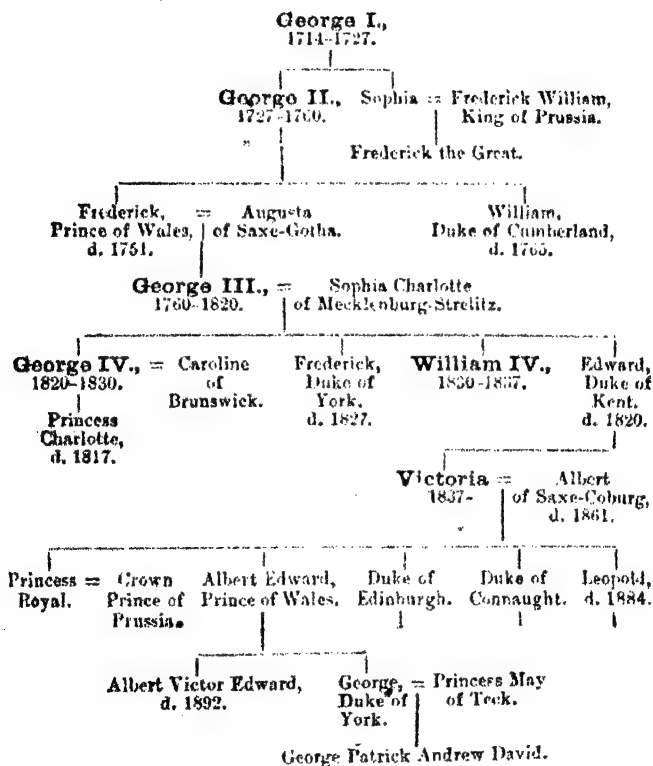 George I.,
1714-1727.
George II., Sophia = Frederick William,
1727-1760. King of Prussia.
Frederick the Great.
Frederick, = Augusta William,
Prince of Wales, of Saxe-Gotha. Duke of Cumberland,
d. 1751. d. 1765.
George III., = Sophia Charlotte
1760-1820. of Mecklenburg-Strelitz.
George IV., = Caroline Frederick, William IV., Edward,
1820-1830. of Duke of 1830-1837. Duke of
Brunswick. York. Kent.
Princess d. 1827. d. 1820.
Charlotte,
d. 1817.
Victoria = Albert
1837- of Saxe-Coburg,
d. 1861.
Princess = Crown Albert Edward, Duke of Duke of Leopold,
Royal. Prince of Prince of Wales. Edinburgh. Connaught. d. 1884.
Prussia.
Albert Victor Edward, George, = Princess May
d. 1892. Duke of of Teck.
York.
George Patrick Andrew David.